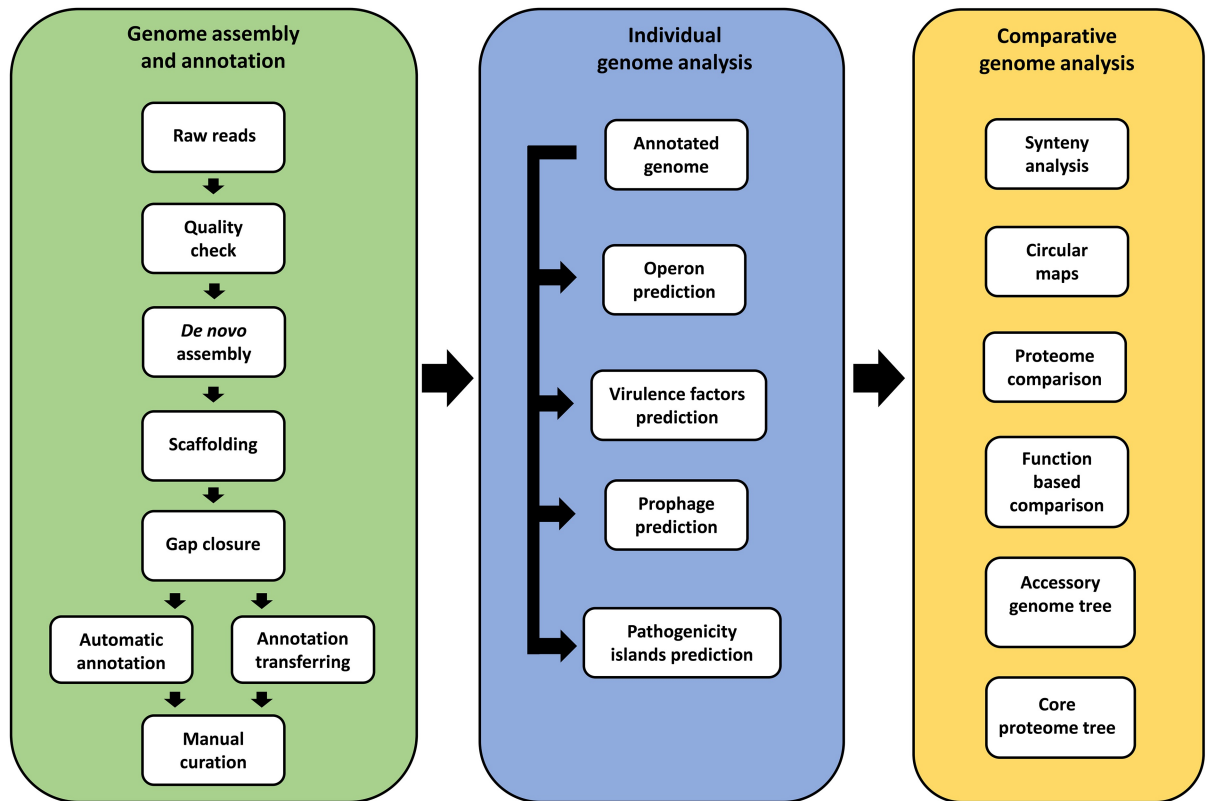 Genome assembly
and annotation
Raw reads
Quality
check
De novo
assembly
Scaffolding
Gap closure
Automatic
annotation
Annotation
transferring
Manual
curation
Individual
genome analysis
Annotated
genome
Operon
prediction
Virulence factors
prediction
Prophage
prediction
Pathogenicity
islands prediction
Comparative
genome analysis
Synteny
analysis
Circular
maps
Proteome
comparison
Function
based
comparison
Accessory
genome tree
Core
proteome tree